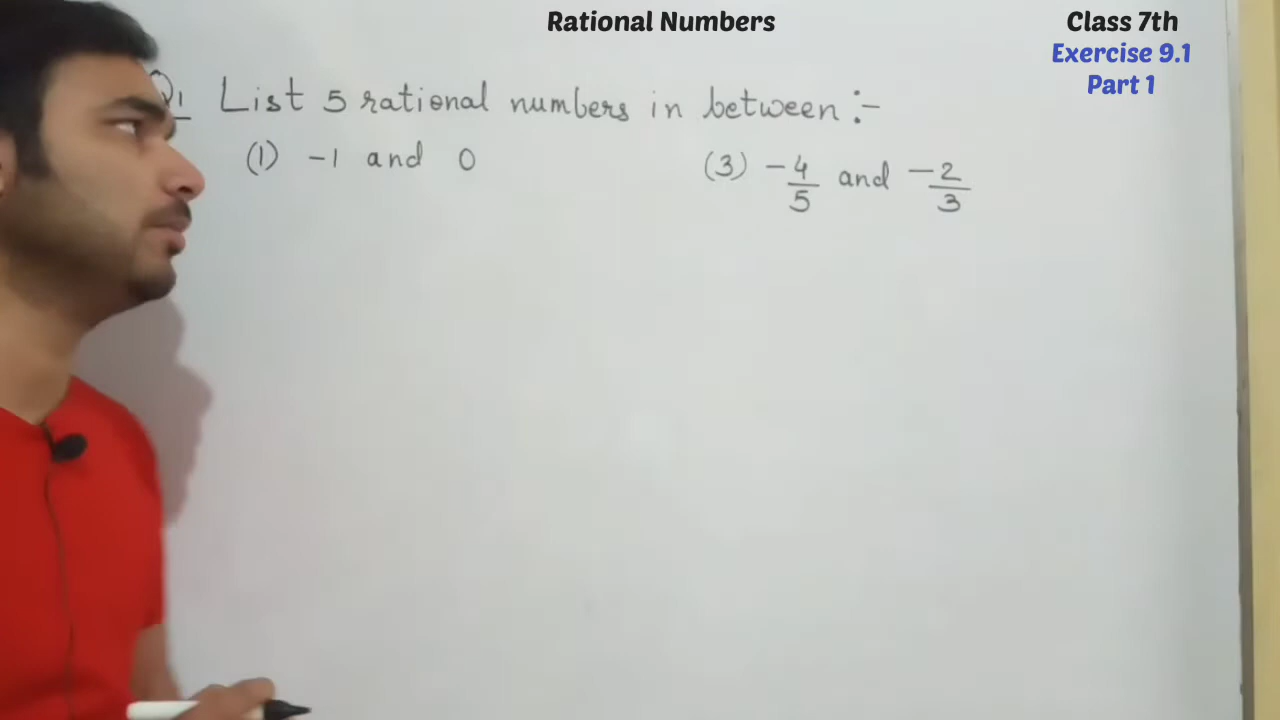 Rational Numbers
Class 7th
Exercise 9.1
Part 1
Q1 List 5 rational numbers in between :-
(1) -1 and 0
(3) -4/5 and -2/3